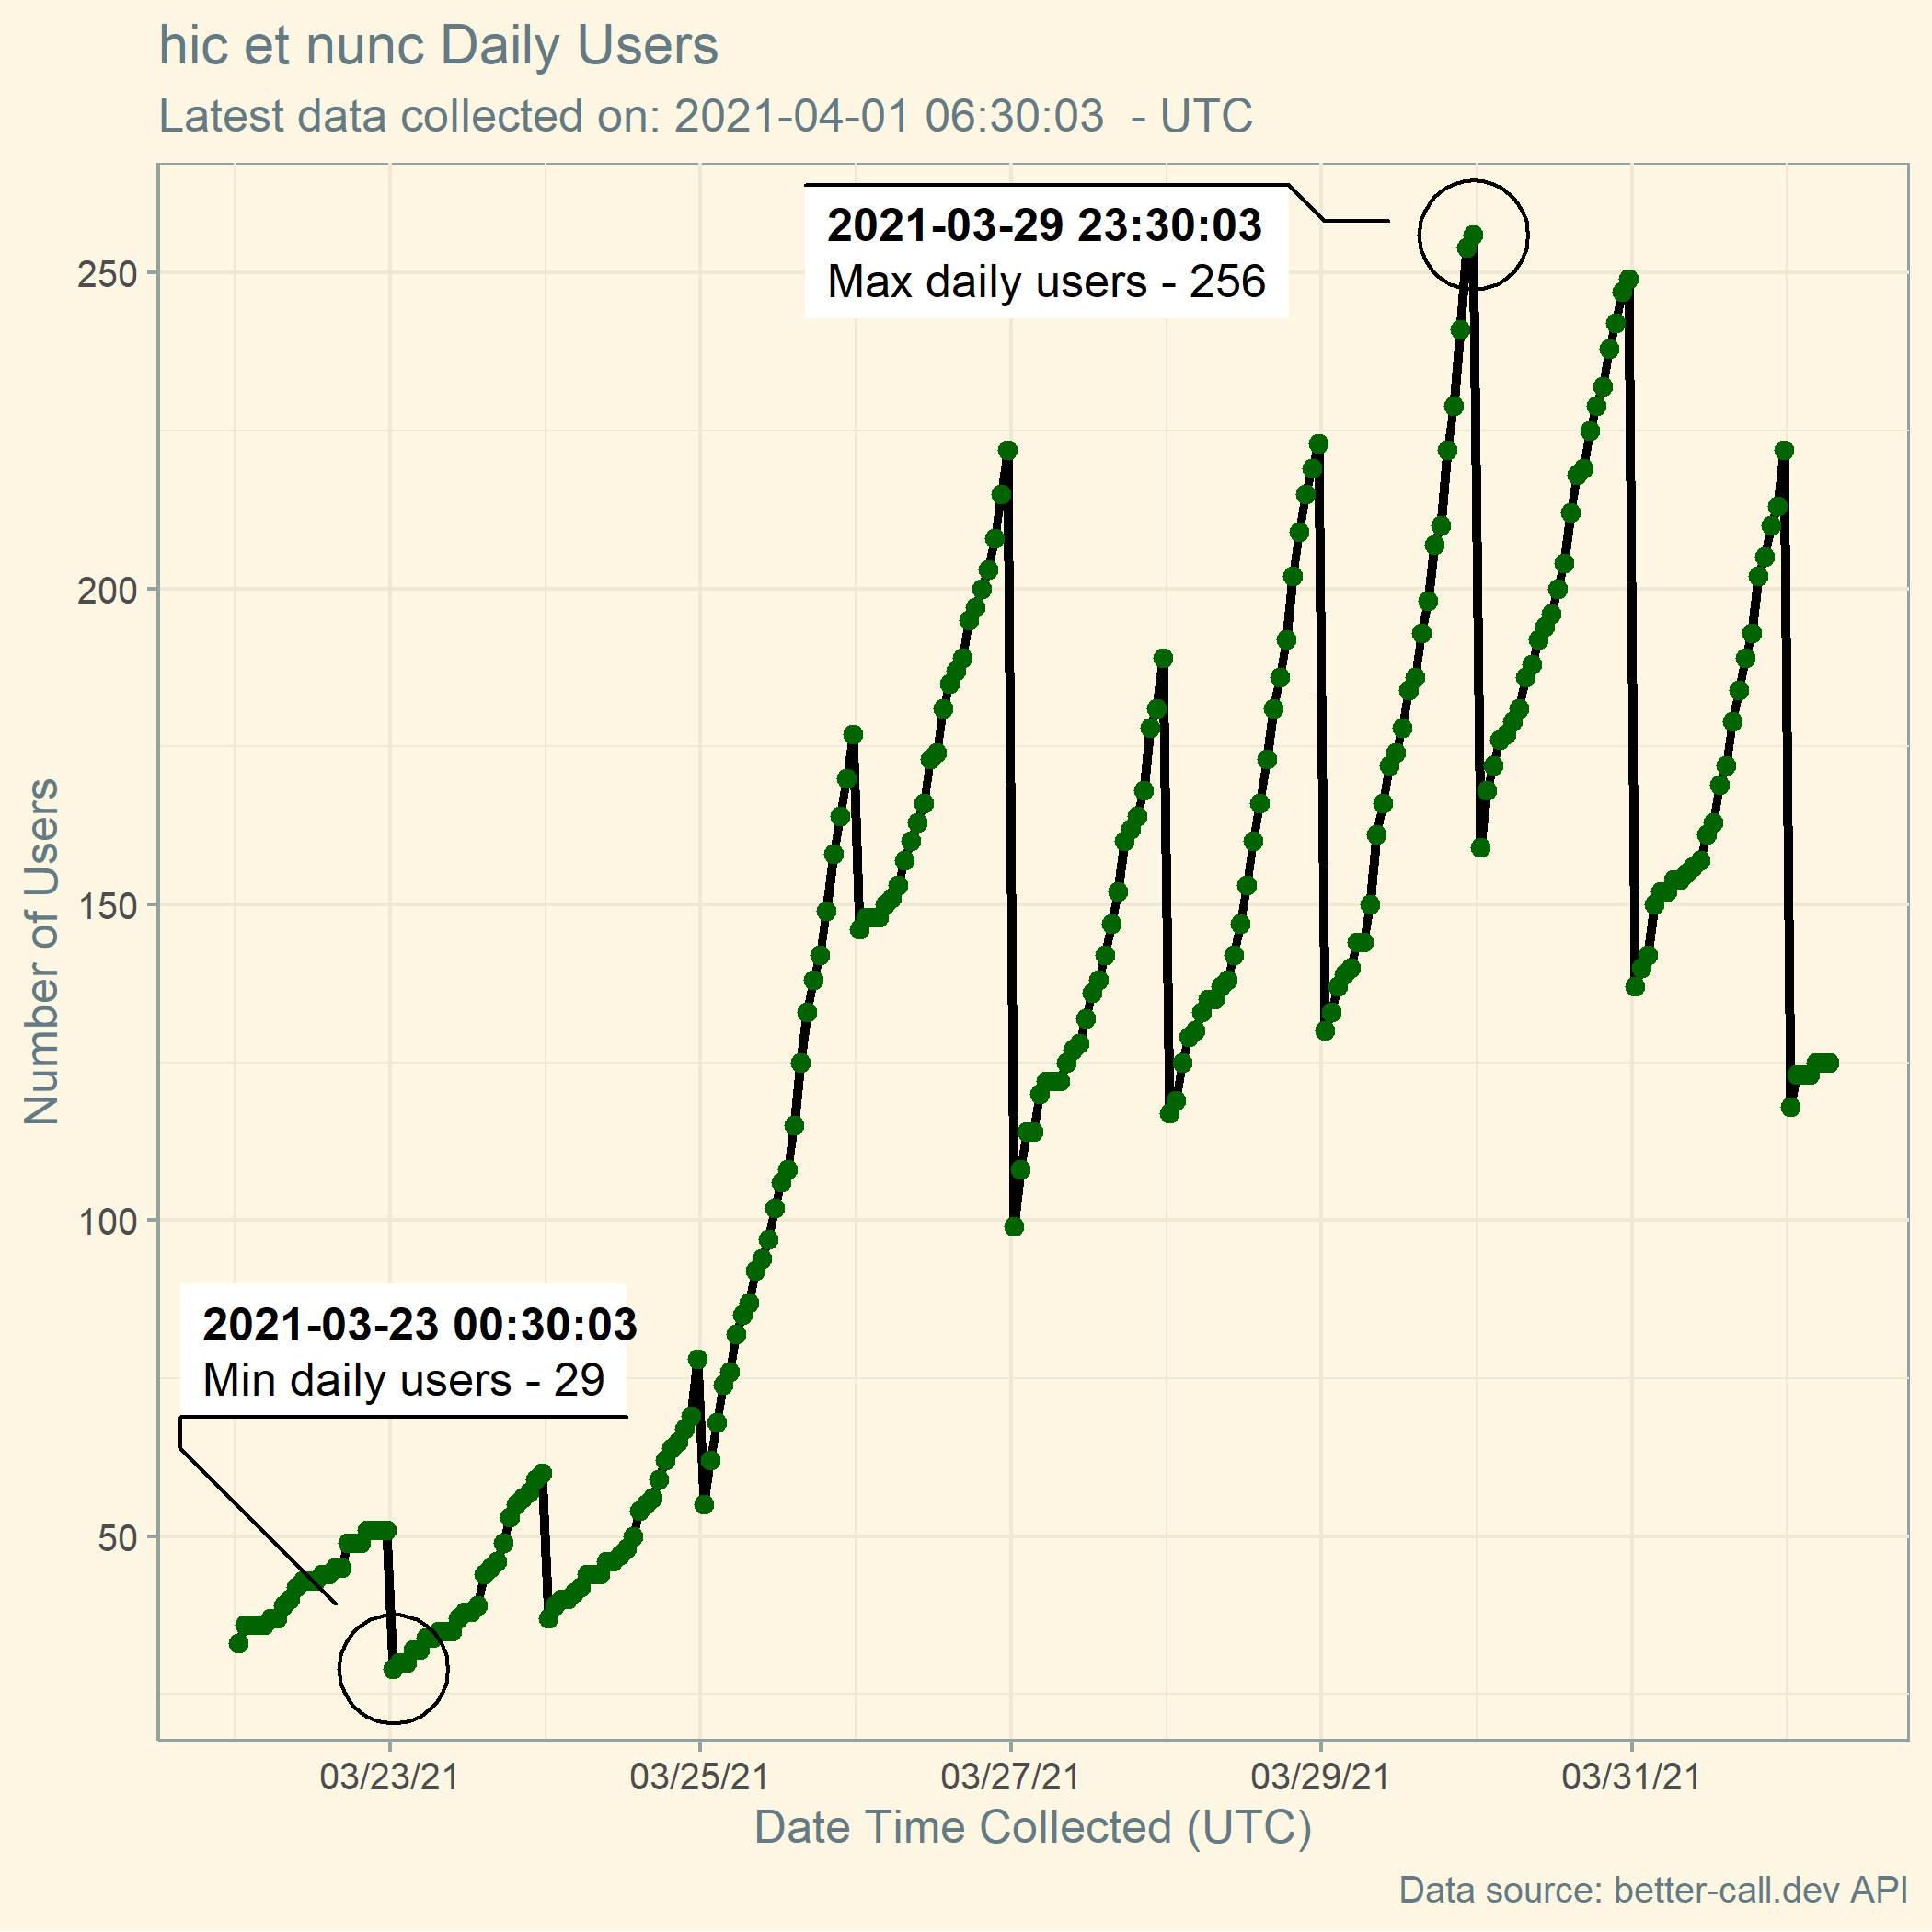 hic et nunc Daily Users
Latest data collected on: 2021-04-01 06:30:03  - UTC
2021-03-29 23:30:03
Max daily users - 256
250
200
150
100
50
Number of Users
2021-03-23 00:30:03
Min daily users - 29
03/23/21
03/25/21
03/27/21
03/29/21
03/31/21
Date Time Collected (UTC)
Data source: better-call.dev API